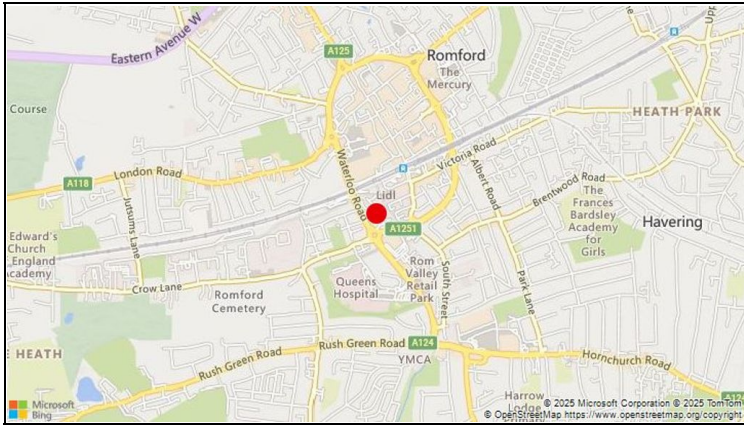 Eastern Avenue W
A125
Romford
The
Mercury
Course
HEATH PARK
Victoria Road
London Road
A118
Waterloo Road
Lidl
Albert Road
Brentwood Road
The
Frances
Bardsley
Academy
for
Girls
Havering
Jutsums Lane
Edward's
Church
England
Academy
A1251
Rom
Valley
Retail
Park
South Street
Park Lane
Queens
Hospital
Crow Lane
Romford
Cemetery
E HEATH
Rush Green Road
Rush Green Road
A124
YMCA
Hornchurch Road
Harrow
Lodge
Microsoft
Bing
© 2025 Microsoft Corporation © 2025 TomTom
© OpenStreetMap https://www.openstreetmap.org/copyright